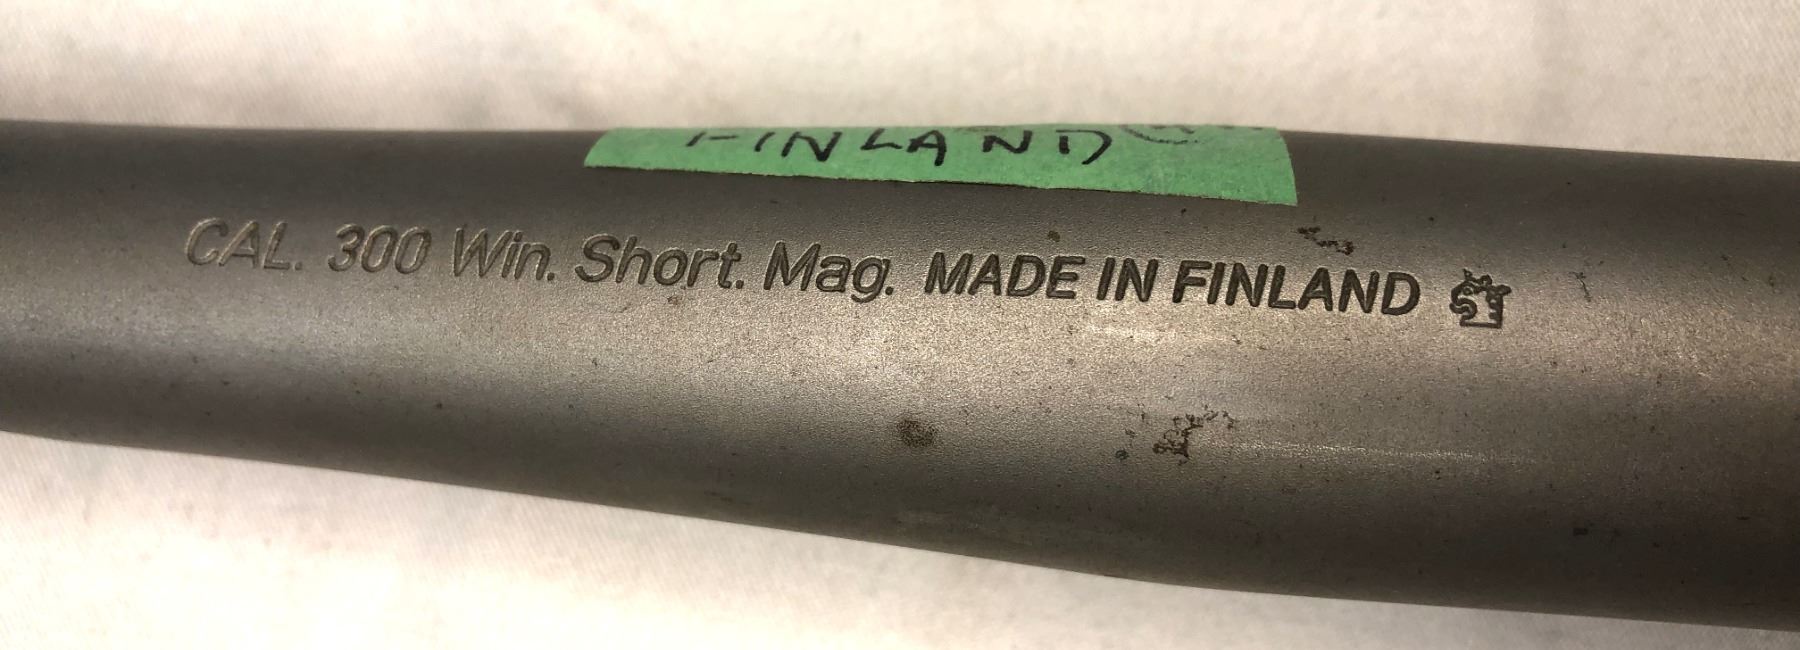 FINLAND
CAL. 300 Win. Short. Mag. MADE IN FINLAND